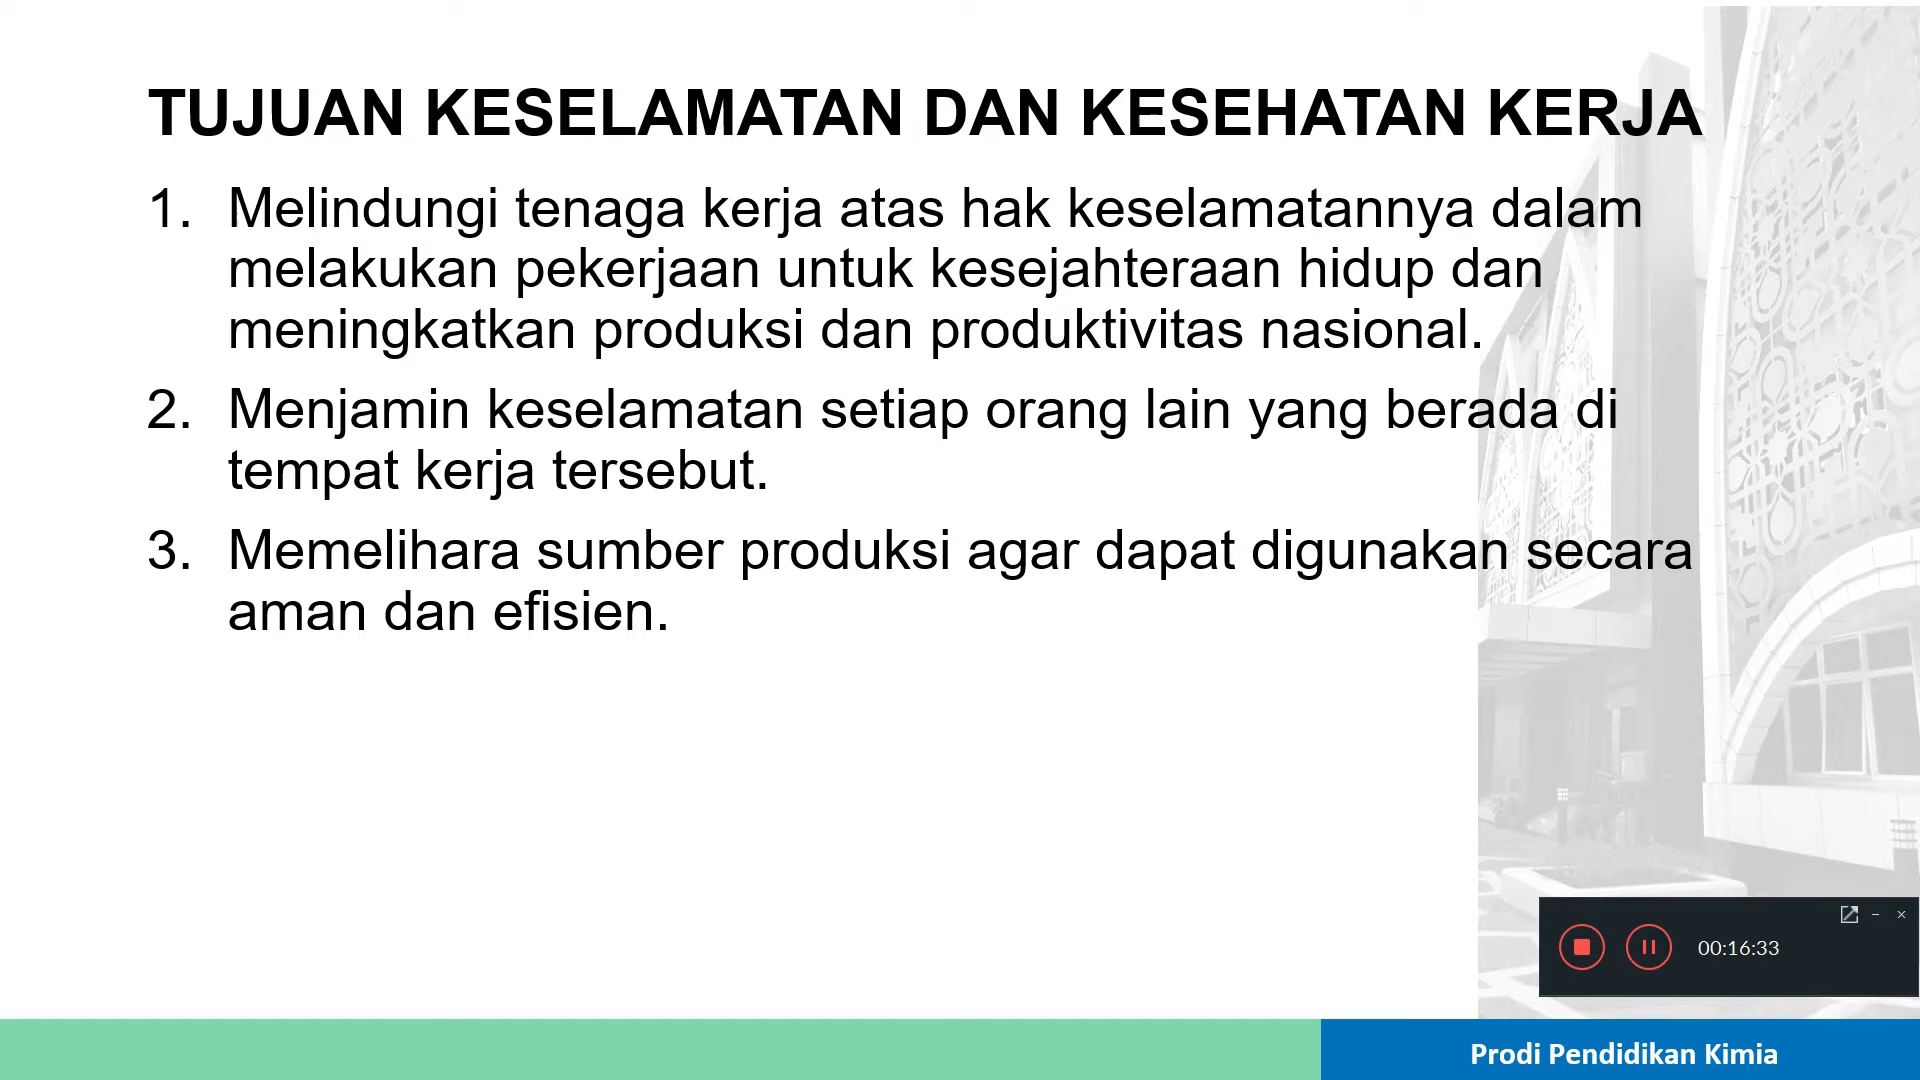 TUJUAN KESELAMATAN DAN KESEHATAN KERJA
1. Melindungi tenaga kerja atas hak keselamatannya dalam
melakukan pekerjaan untuk kesejahteraan hidup dan
meningkatkan produksi dan produktivitas nasional.
2. Menjamin keselamatan setiap orang lain yang berada di
tempat kerja tersebut.
3. Memelihara sumber produksi agar dapat digunakan secara
aman dan efisien.
00:16:33
Prodi Pendidikan Kimia